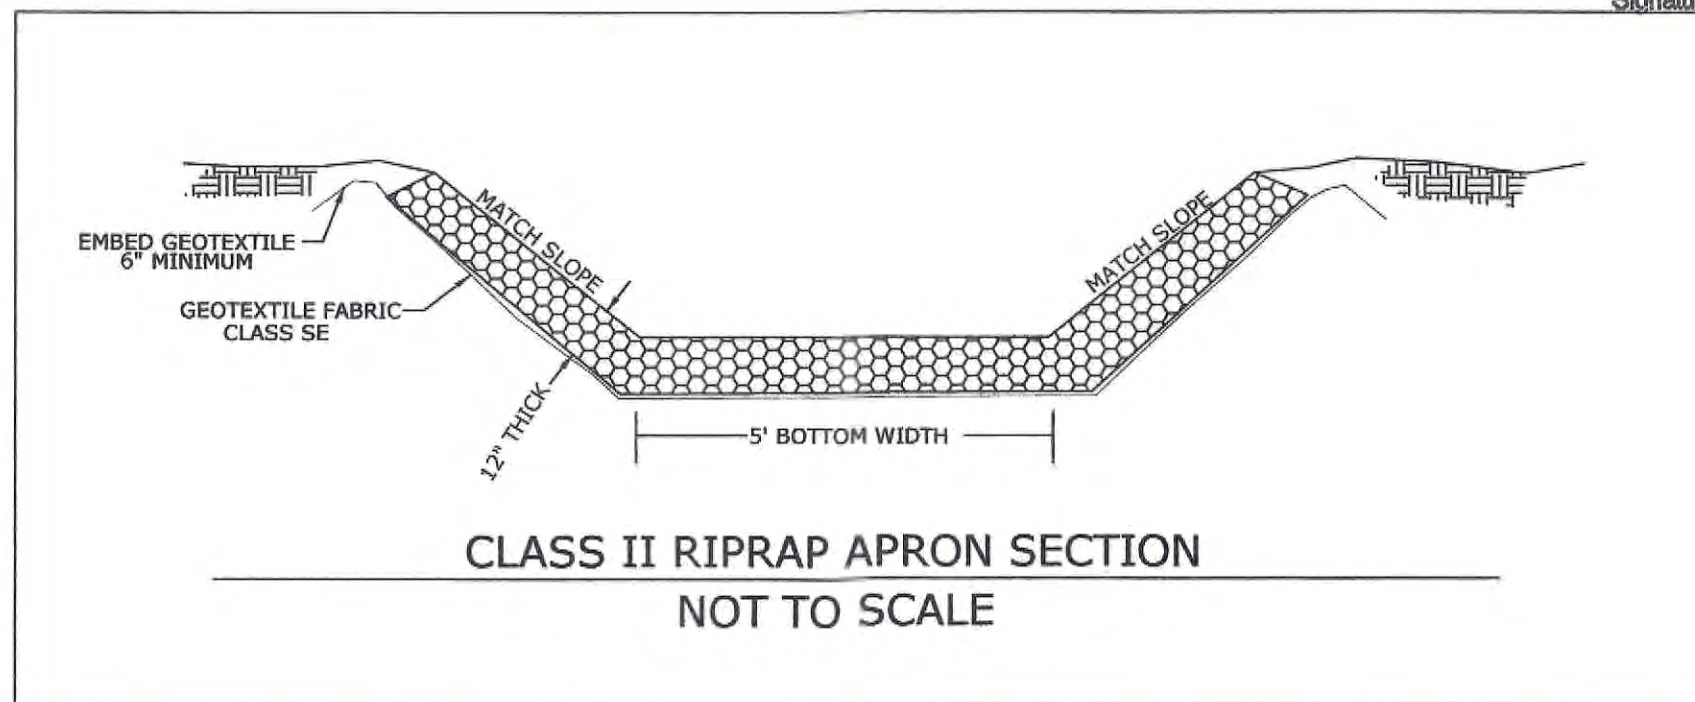 MATCH SLOPE
MATCH SLOPE
EMBED GEOTEXTILE
6" MINIMUM
GEOTEXTILE FABRIC
CLASS SE
12" THICK
5' BOTTOM WIDTH
CLASS II RIPRAP APRON SECTION
NOT TO SCALE